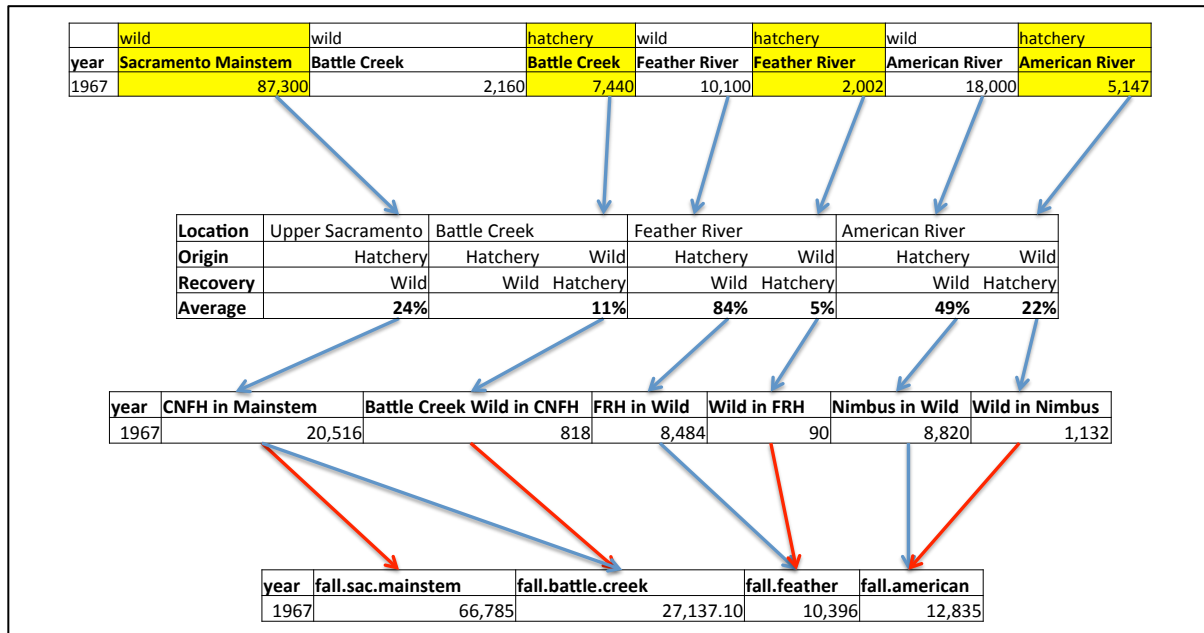 wild wild hatchery wild hatchery wild hatchery
year Sacramento Mainstem Battle Creek Battle Creek Feather River Feather River American River American River
1967 87,300 2,160 7,440 10,100 2,002 18,000 5,147
Location Upper Sacramento Battle Creek Feather River American River
Origin Hatchery Hatchery Wild Hatchery Wild Hatchery Wild
Recovery Wild Wild Hatchery Wild Hatchery Wild Hatchery
Average 24% 11% 84% 5% 49% 22%
year CNFH in Mainstem Battle Creek Wild in CNFH FRH in Wild Wild in FRH Nimbus in Wild Wild in Nimbus
1967 20,516 818 8,484 90 8,820 1,132
year fall.sac.mainstem fall.battle.creek fall.feather fall.american
1967 66,785 27,137.10 10,396 12,835